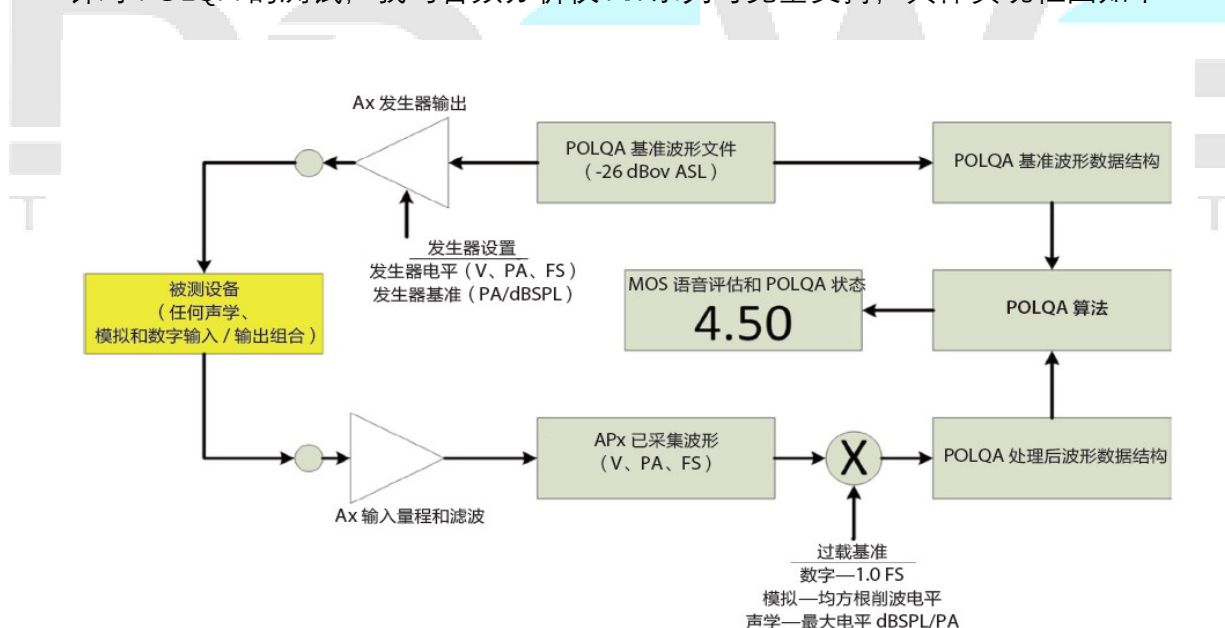 Ax 发生器输出
POLQA 基准波形文件
（-26 dBov ASL）
POLQA 基准波形数据结构
发生器设置
发生器电平（V、PA、FS）
发生器基准（PA/dBSPL）
被测设备
（任何声学、
模拟和数字输入 / 输出组合）
MOS 语音评估和 POLQA 状态
4.50
POLQA 算法
APx 已采集波形
（V、PA、FS）
X
POLQA 处理后波形数据结构
Ax 输入量程和滤波
过载基准
数字—1.0 FS
模拟—均方根削波电平
声学—最大电平 dBSPL/PA